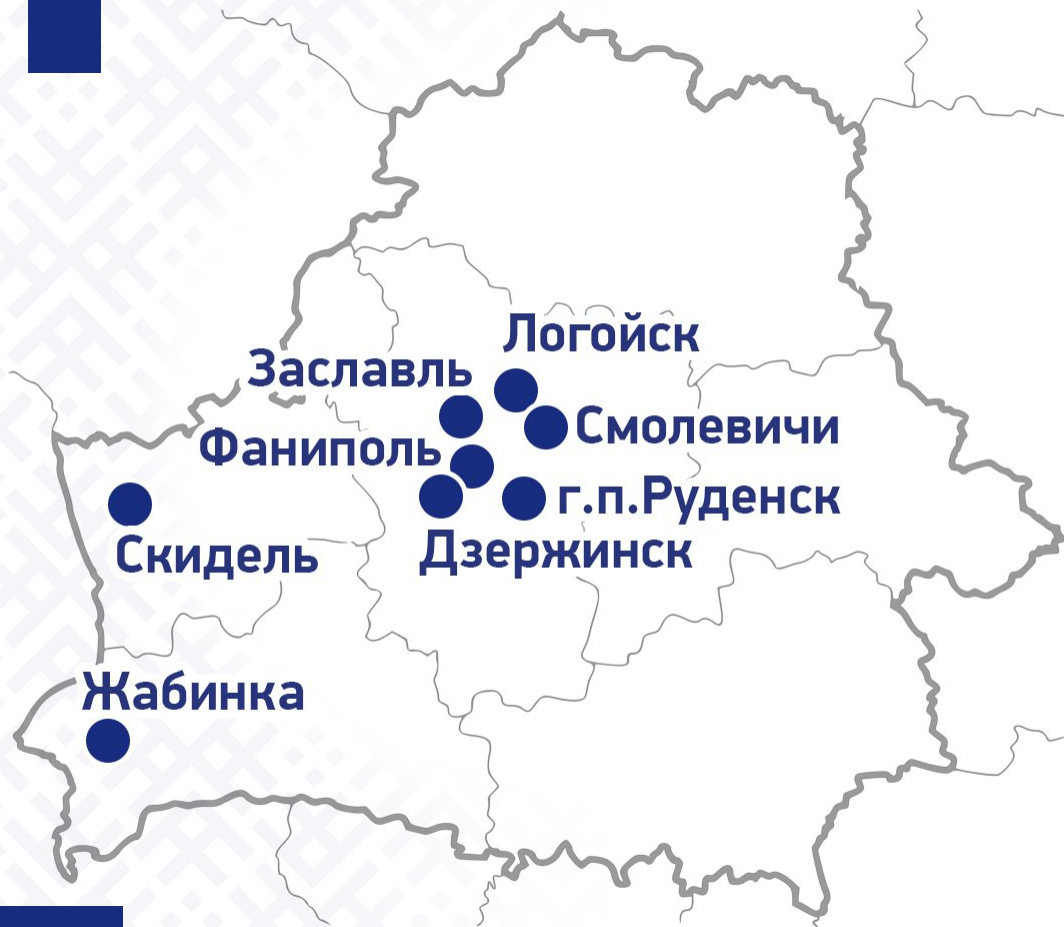 Логойск
Заславль
Смолевичи
Фаниполь
г.п.Руденск
Дзержинск
Скидель
Жабинка